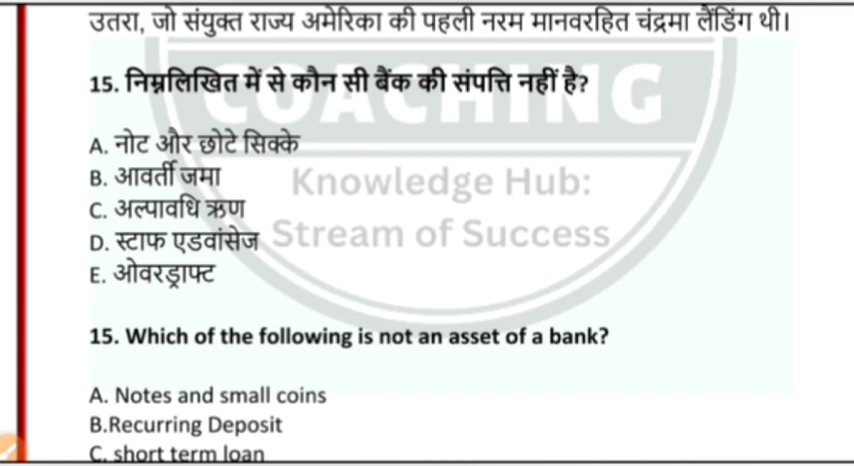 उतरा, जो संयुक्त राज्य अमेरिका की पहली नरम मानवरहित चंद्रमा लैंडिंग थी।
COACHING
15. निम्नलिखित में से कौन सी बैंक की संपत्ति नहीं है?
A. नोट और छोटे सिक्के
B. आवर्ती जमा
Knowledge Hub:
C. अल्पावधि ऋण
D. स्टाफ एडवांसेज
Stream of Success
E. ओवरड्राफ्ट
15. Which of the following is not an asset of a bank?
A. Notes and small coins
B.Recurring Deposit
C. short term loan